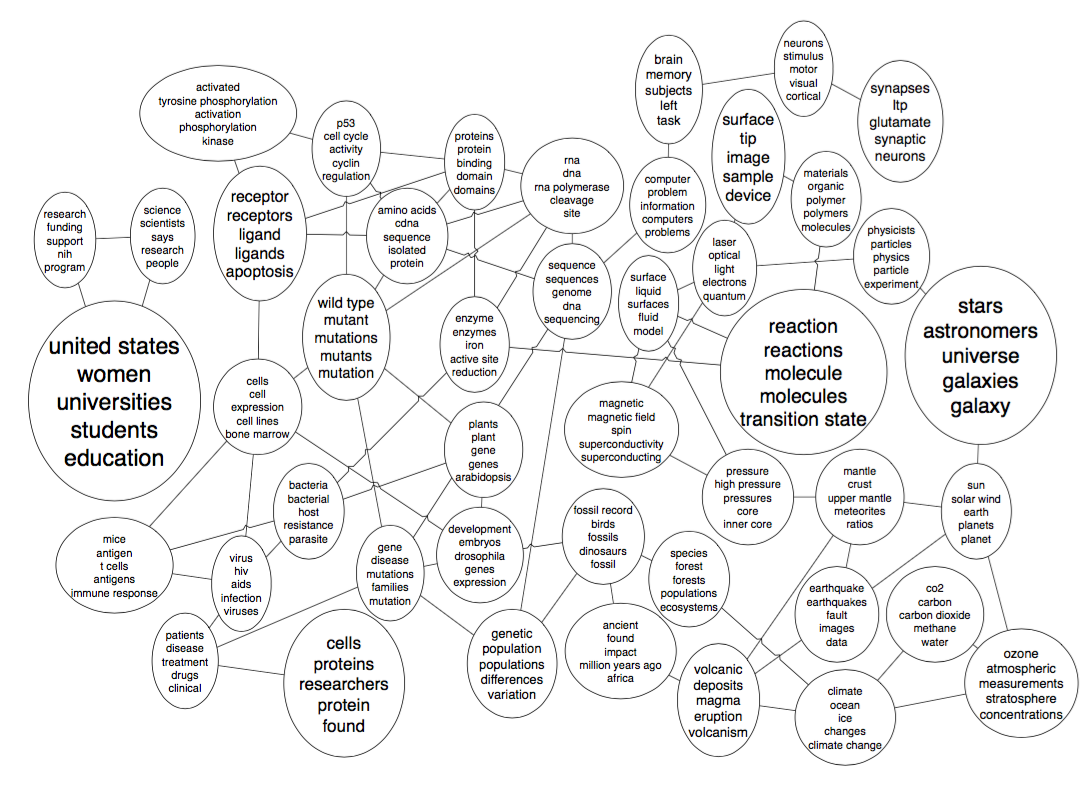 neurons
stimulus
motor
visual
cortical
brain
memory
subjects
left
task
synapses
ltp
glutamate
synaptic
neurons
activated
tyrosine phosphorylation
activation
phosphorylation
kinase
surface
tip
image
sample
device
p53
cell cycle
activity
cyclin
regulation
proteins
protein
binding
domain
domains
rna
dna
rna polymerase
cleavage
site
computer
problem
information
computers
problems
materials
organic
polymer
polymers
molecules
receptor
receptors
ligand
ligands
apoptosis
research
funding
support
nih
program
science
scientists
says
research
people
amino acids
cdna
sequence
isolated
protein
physicists
particles
physics
particle
experiment
laser
optical
light
electrons
quantum
sequence
sequences
genome
dna
sequencing
surface
liquid
surfaces
fluid
model
wild type
mutant
mutations
mutants
mutation
enzyme
enzymes
iron
active site
reduction
stars
astronomers
universe
galaxies
galaxy
reaction
reactions
molecule
molecules
transition state
united states
women
universities
students
education
cells
cell
expression
cell lines
bone marrow
magnetic
magnetic field
spin
superconductivity
superconducting
plants
plant
gene
genes
arabidopsis
pressure
high pressure
pressures
core
inner core
mantle
crust
upper mantle
meteorites
ratios
sun
solar wind
earth
planets
planet
bacteria
bacterial
host
resistance
parasite
fossil record
birds
fossils
dinosaurs
fossil
development
embryos
drosophila
genes
expression
mice
antigen
t cells
antigens
immune response
virus
hiv
aids
infection
viruses
gene
disease
mutations
families
mutation
species
forest
forests
populations
ecosystems
earthquake
earthquakes
fault
images
data
co2
carbon
carbon dioxide
methane
water
ancient
found
impact
million years ago
africa
patients
disease
treatment
drugs
clinical
cells
proteins
researchers
protein
found
genetic
population
populations
differences
variation
volcanic
deposits
magma
eruption
volcanism
climate
ocean
ice
changes
climate change
ozone
atmospheric
measurements
stratosphere
concentrations